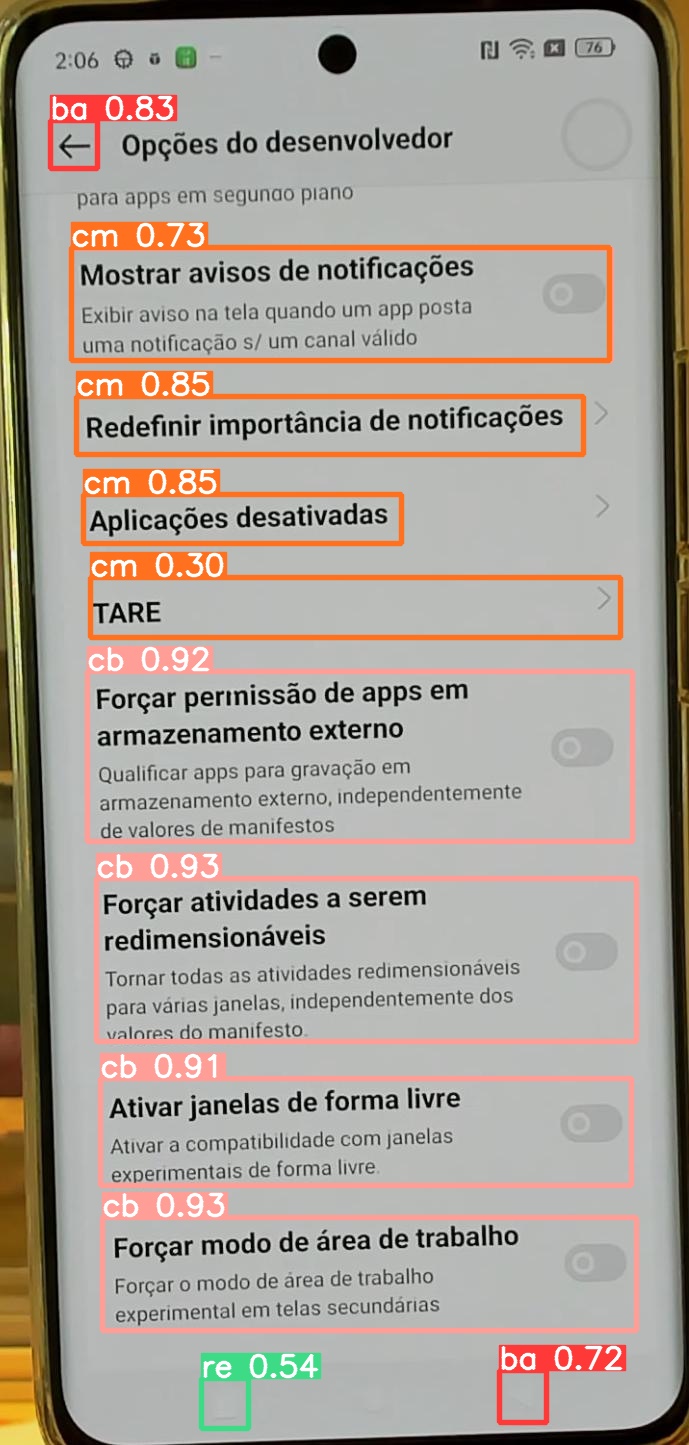 2:06
76
ba 0.83
Opções do desenvolvedor
para apps em segundo plano
cm 0.73
Mostrar avisos de notificações
Exibir aviso na tela quando um app posta
uma notificação s/ um canal válido
cm 0.85
Redefinir importância de notificações
cm 0.85
Aplicações desativadas
cm 0.30
TARE
cb 0.92
Forçar permissão de apps em
armazenamento externo
Qualificar apps para gravação em
armazenamento externo, independentemente
de valores de manifestos
cb 0.93
Forçar atividades a serem
redimensionáveis
Tornar todas as atividades redimensionáveis
para várias janelas, independentemente dos
valores do manifesto.
cb 0.91
Ativar janelas de forma livre
Ativar a compatibilidade com janelas
experimentais de forma livre.
cb 0.93
Forçar modo de área de trabalho
Forçar o modo de área de trabalho
experimental em telas secundárias
re 0.54
ba 0.72